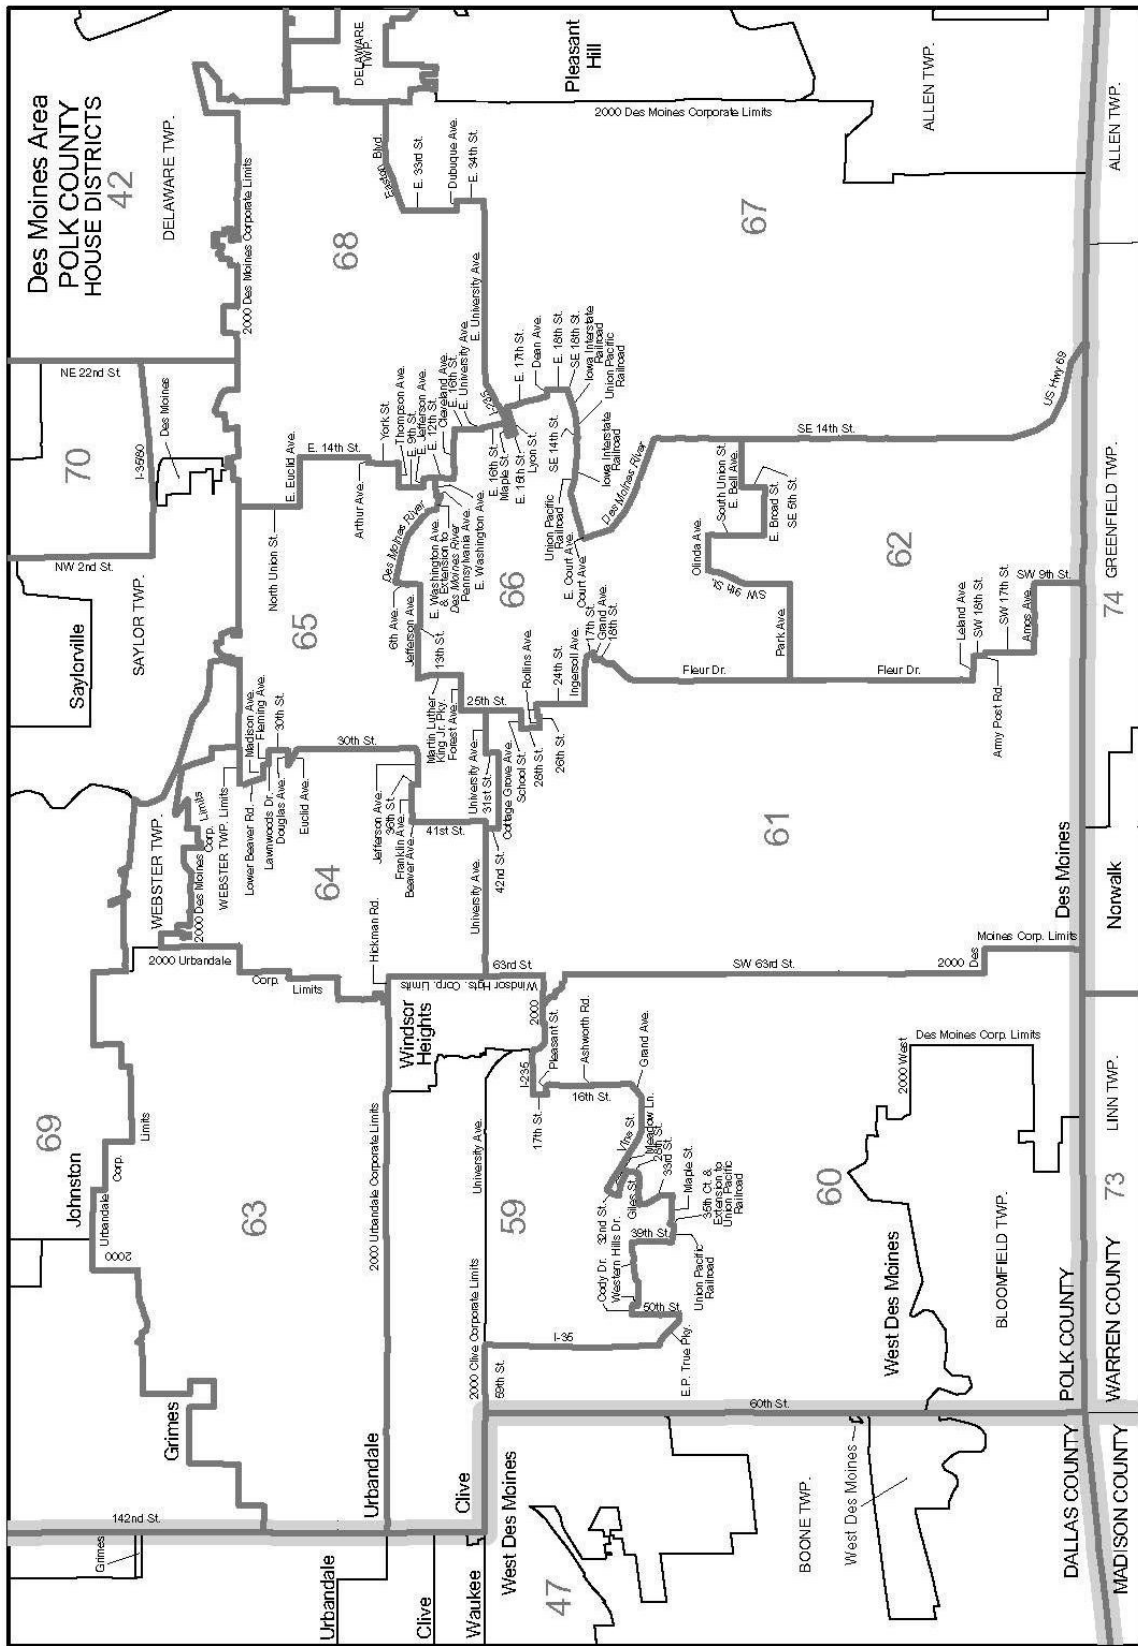 Des Moines Area
POLK COUNTY
HOUSE DISTRICTS
42
DELAWARE TWP.
DELAWARE
TWP.
Pleasant
Hill
2000 Des Moines Corporate Limits
ALLEN TWP.
ALLEN TWP.
2000 Des Moines Corporate Limits
68
Easton Blvd.
E. 33rd St.
Dubuque Ave.
E. 34th St.
E. University Ave.
67
NE 22nd St.
70
I-35/80
Des Moines
NW 2nd St.
E. Euclid Ave.
E. 14th St.
York St.
Thompson Ave.
E. 9th St.
Jefferson Ave.
E. 12th St.
Cleveland Ave.
E. 16th St.
E. University Ave.
I-235
E. 17th St.
Dean Ave.
E. 18th St.
SE 18th St.
Iowa Interstate
Railroad
Union Pacific
Railroad
US Hwy 69
Arthur Ave.
E. 16th St.
Maple St.
E. 15th St.
Lyon St.
SE 14th St.
Iowa Interstate
Railroad
Des Moines River
SE 14th St.
North Union St.
Des Moines River
E. Washington Ave.
& Extension to
Des Moines River
Pennsylvania Ave.
E. Washington Ave.
66
Union Pacific
Railroad
E. Court Ave.
Court Ave.
South Union St.
E. Bell Ave.
E. Broad St.
SE 5th St.
Olinda Ave.
SW 9th St.
62
GREENFIELD TWP.
74
SAYLOR TWP.
Saylorville
65
6th Ave.
Jefferson Ave.
13th St.
Martin Luther
King Jr. Pky.
Forest Ave.
25th St.
Rollins Ave.
24th St.
Ingersoll Ave.
17th St.
Grand Ave.
18th St.
Fleur Dr.
Park Ave.
Fleur Dr.
Leland Ave.
SW 18th St.
SW 17th St.
Amos Ave.
SW 9th St.
Army Post Rd.
Madison Ave.
Fleming Ave.
30th St.
30th St.
University Ave.
31st St.
Cottage Grove Ave.
School St.
28th St.
26th St.
WEBSTER TWP.
2000 Des Moines Corp. Limits
WEBSTER TWP. Limits
Lower Beaver Rd.
Lawnwoods Dr.
Douglas Ave.
Euclid Ave.
64
Jefferson Ave.
36th St.
Franklin Ave.
Beaver Ave.
41st St.
University Ave.
42nd St.
61
Des Moines
Norwalk
2000 Urbandale
Corp.
Limits
Hickman Rd.
Windsor Hgts. Corp. Limits
63rd St.
SW 63rd St.
2000 Des
Moines Corp. Limits
Windsor
Heights
2000
Pleasant St.
I-235
17th St.
Ashworth Rd.
16th St.
Grand Ave.
2000 West
Des Moines Corp. Limits
LINN TWP.
73
69
Johnston
Limits
Corp.
Urbandale
2000
63
2000 Urbandale Corporate Limits
University Ave.
59
Vine St.
Meadow Ln.
28th St.
33rd St.
Giles St.
32nd St.
Maple St.
35th Ct. &
Extension to
Union Pacific
Railroad
39th St.
Union Pacific
Railroad
Western Hills Dr.
Cody Dr.
50th St.
E.P. True Pky.
I-35
60
West Des Moines
BLOOMFIELD TWP.
POLK COUNTY
WARREN COUNTY
Grimes
2000 Clive Corporate Limits
69th St.
60th St.
142nd St.
Urbandale
Clive
West Des Moines
Grimes
Urbandale
Clive
Waukee
47
BOONE TWP.
West Des Moines
DALLAS COUNTY
MADISON COUNTY